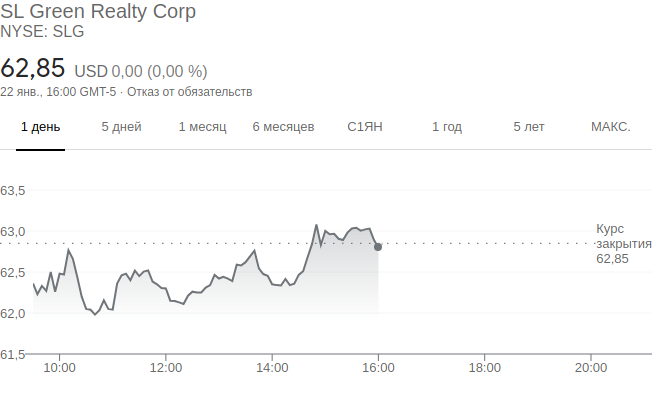 SL Green Realty Corp
NYSE: SLG
62,85 USD 0,00 (0,00 %)
22 янв., 16:00 GMT-5 · Отказ от обязательств
1 день 5 дней 1 месяц 6 месяцев С1ЯН 1 год 5 лет МАКС.
63,5
63,0
62,5
62,0
61,5
Курс
закрытия
62,85
10:00 12:00 14:00 16:00 18:00 20:00